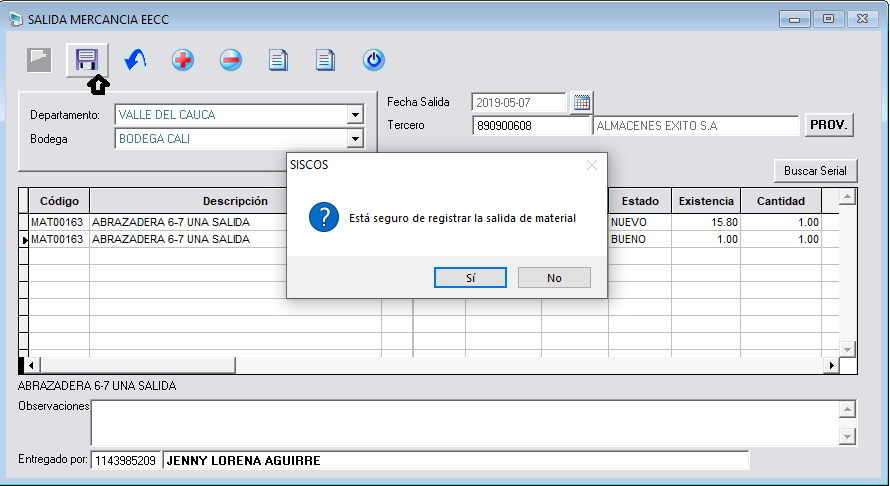 SALIDA MERCANCIA EECC
Departamento: VALLE DEL CAUCA
Bodega BODEGA CALI
Fecha Salida 2019-05-07
Tercero 890900608 ALMACENES EXITO S.A PROV.
Buscar Serial
SISCOS
Está seguro de registrar la salida de material
Sí No
Código Descripción Estado Existencia Cantidad
MAT00163 ABRAZADERA 6-7 UNA SALIDA NUEVO 15.80 1.00
MAT00163 ABRAZADERA 6-7 UNA SALIDA BUENO 1.00 1.00
ABRAZADERA 6-7 UNA SALIDA
Observaciones
Entregado por: 1143985209 JENNY LORENA AGUIRRE